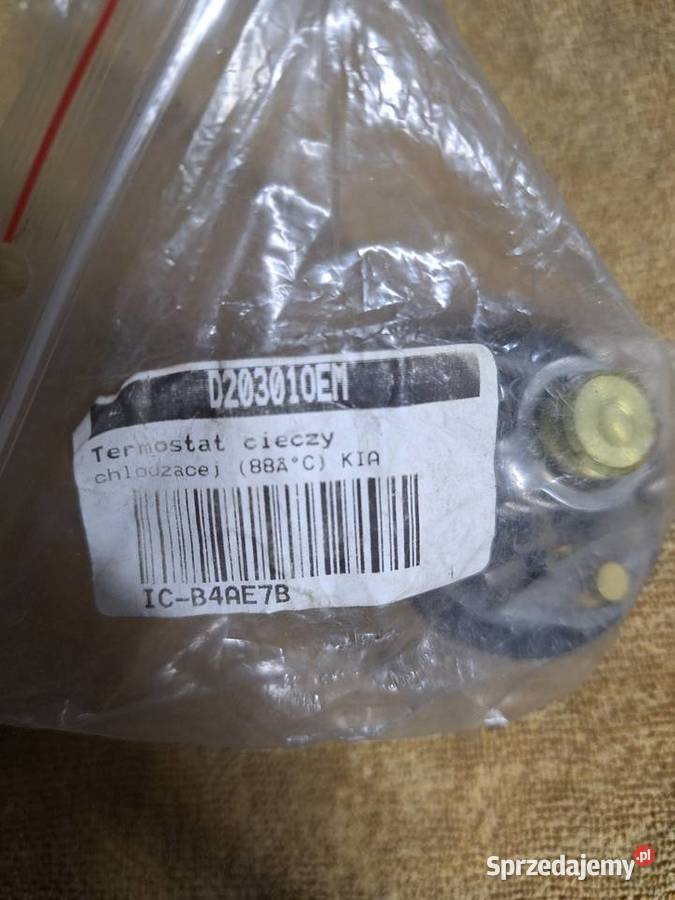 D203010EM
Termostat cieczy
chlodzacej (88Â°C) KIA
IC-B4AE7B
Sprzedajemy.pl